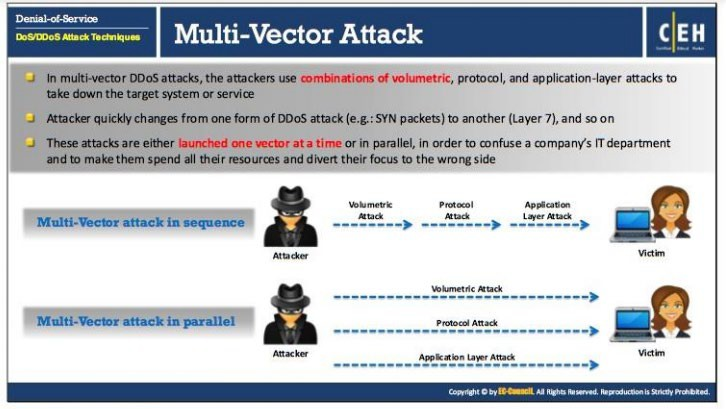 Denial-of-Service
DoS/DDoS Attack Techniques
Multi-Vector Attack
C|EH
Certified Ethical Hacker
In multi-vector DDoS attacks, the attackers use combinations of volumetric, protocol, and application-layer attacks to
take down the target system or service
Attacker quickly changes from one form of DDoS attack (e.g.: SYN packets) to another (Layer 7), and so on
These attacks are either launched one vector at a time or in parallel, in order to confuse a company's IT department
and to make them spend all their resources and divert their focus to the wrong side
Multi-Vector attack in sequence
Attacker
Volumetric
Attack
Protocol
Attack
Application
Layer Attack
Victim
Multi-Vector attack in parallel
Attacker
Volumetric Attack
Protocol Attack
Application Layer Attack
Victim
Copyright © by EC-Council. All Rights Reserved. Reproduction is Strictly Prohibited.